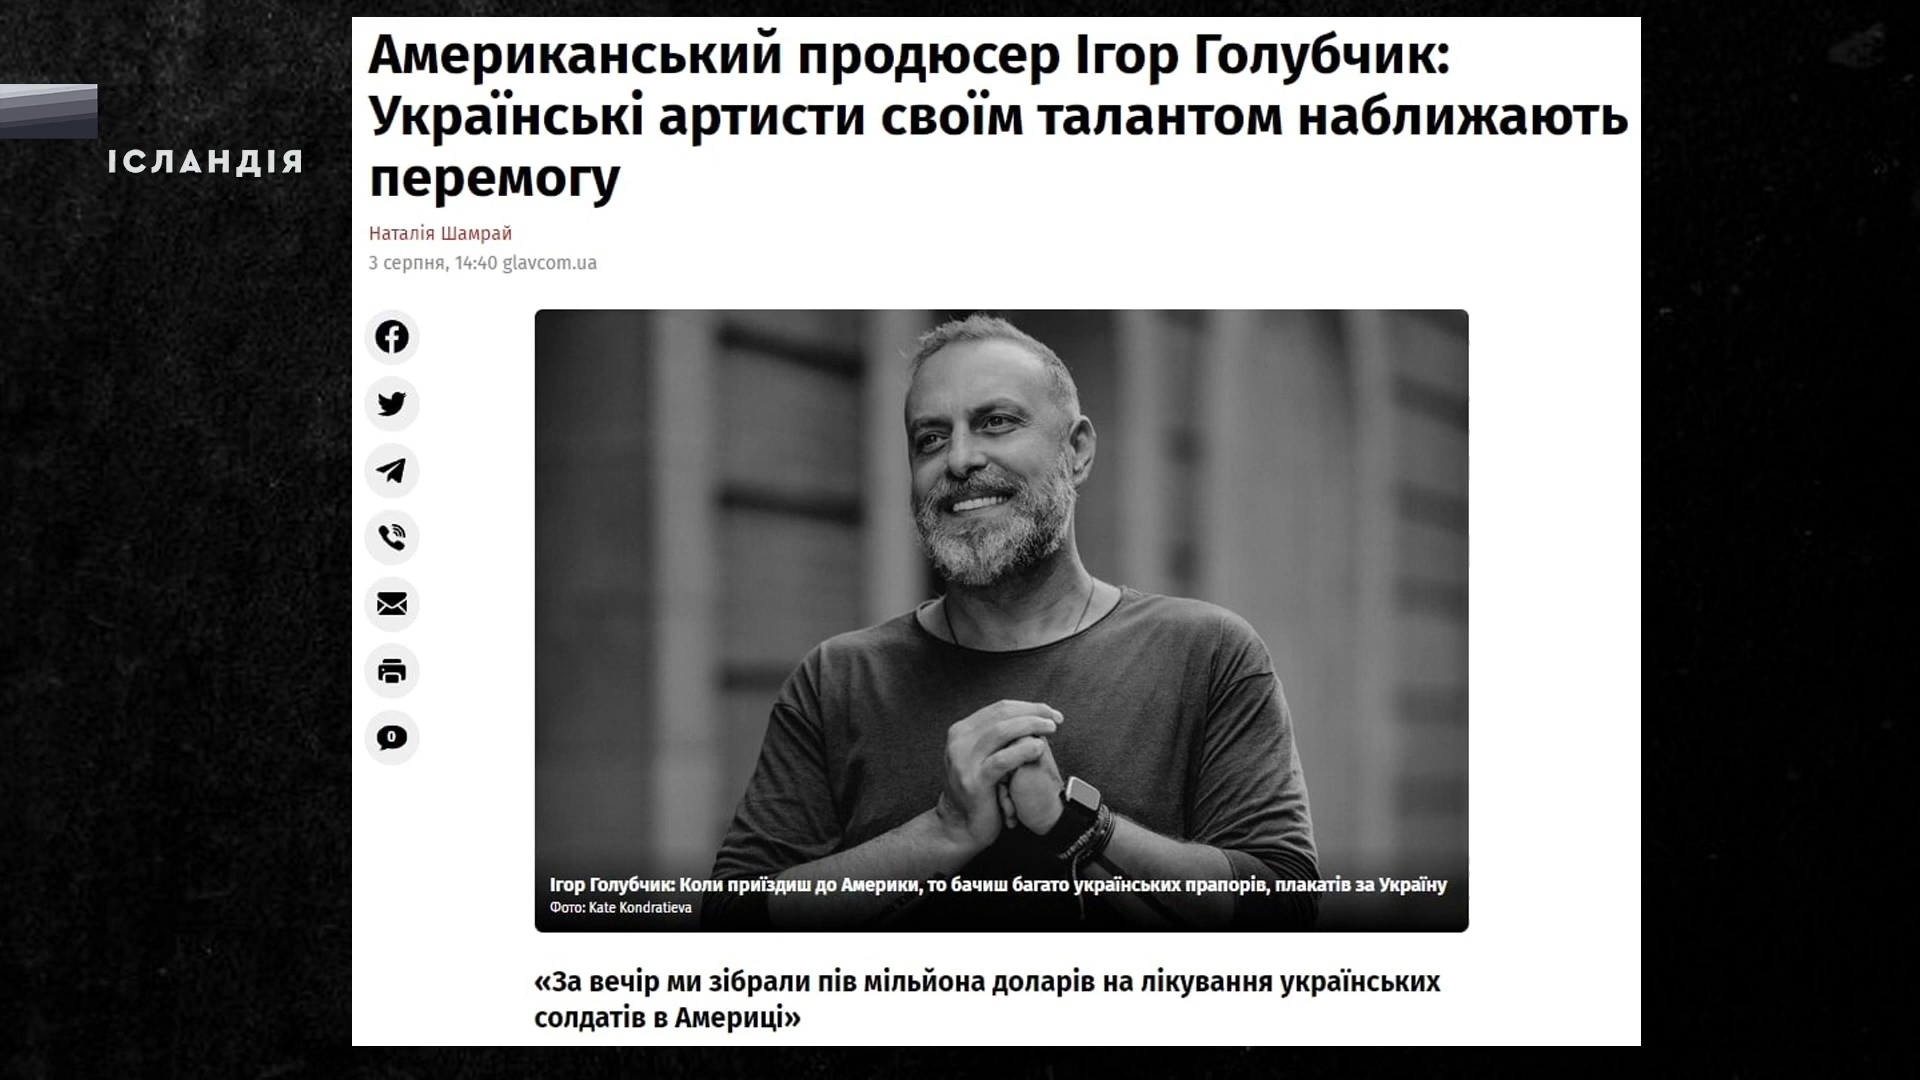 ІСЛАНДІЯ
Американський продюсер Ігор Голубчик:
Українські артисти своїм талантом наближають
перемогу
Наталія Шамрай
3 серпня, 14:40 glavcom.ua
0
Ігор Голубчик: Коли приїздиш до Америки, то бачиш багато українських прапорів, плакатів за Україну
Фото: Kate Kondratieva
«За вечір ми зібрали пів мільйона доларів на лікування українських
солдатів в Америці»